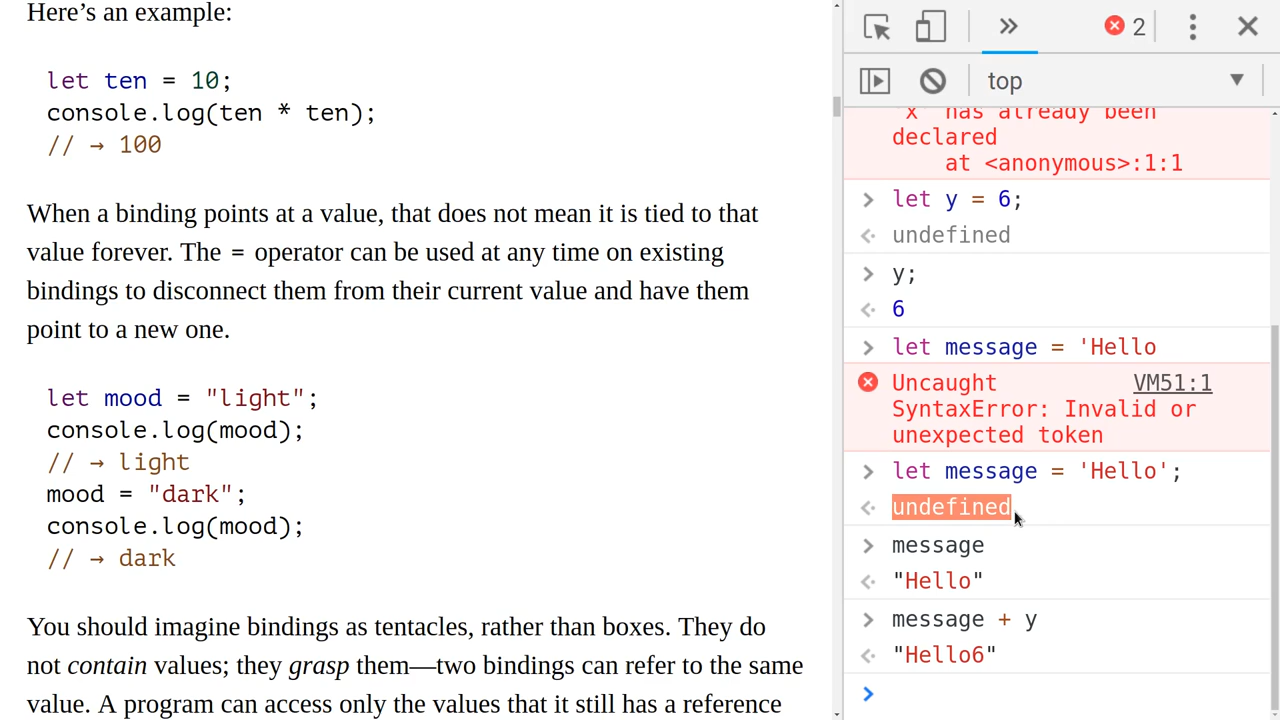 Here’s an example:
let ten = 10;
console.log(ten * ten);
// → 100
When a binding points at a value, that does not mean it is tied to that
value forever. The = operator can be used at any time on existing
bindings to disconnect them from their current value and have them
point to a new one.
let mood = "light";
console.log(mood);
// → light
mood = "dark";
console.log(mood);
// → dark
You should imagine bindings as tentacles, rather than boxes. They do
not contain values; they grasp them—two bindings can refer to the same
value. A program can access only the values that it still has a reference
2
top
'x' has already been
declared
at <anonymous>:1:1
let y = 6;
undefined
y;
6
let message = 'Hello
Uncaught VM51:1
SyntaxError: Invalid or
unexpected token
let message = 'Hello';
undefined
message
"Hello"
message + y
"Hello6"